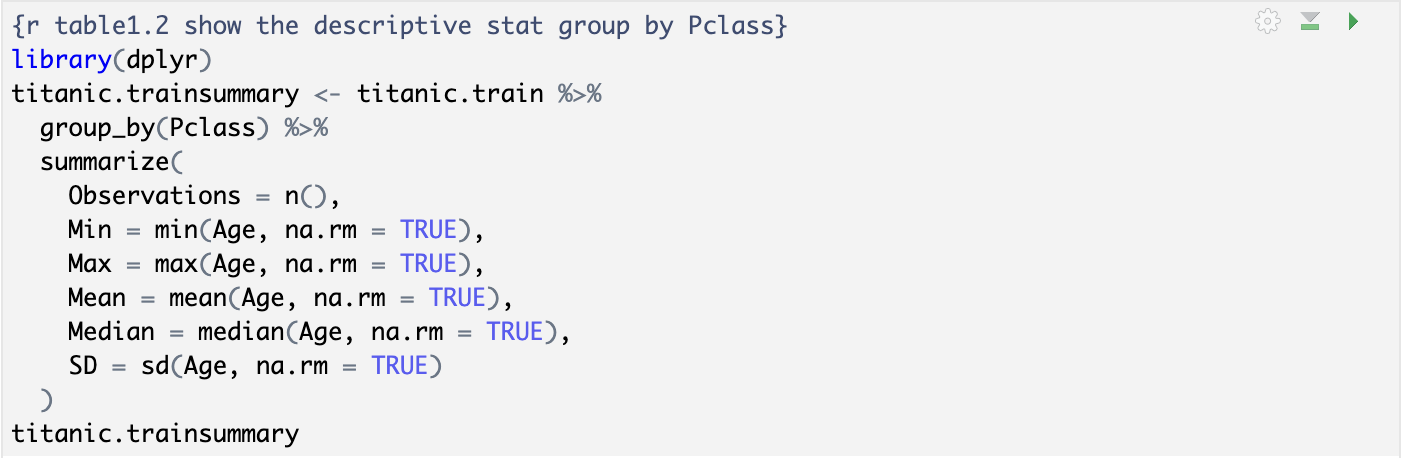 {r table1.2 show the descriptive stat group by Pclass}
library(dplyr)
titanic.trainsummary <- titanic.train %>%
  group_by(Pclass) %>%
  summarize(
    Observations = n(),
    Min = min(Age, na.rm = TRUE),
    Max = max(Age, na.rm = TRUE),
    Mean = mean(Age, na.rm = TRUE),
    Median = median(Age, na.rm = TRUE),
    SD = sd(Age, na.rm = TRUE)
  )
titanic.trainsummary